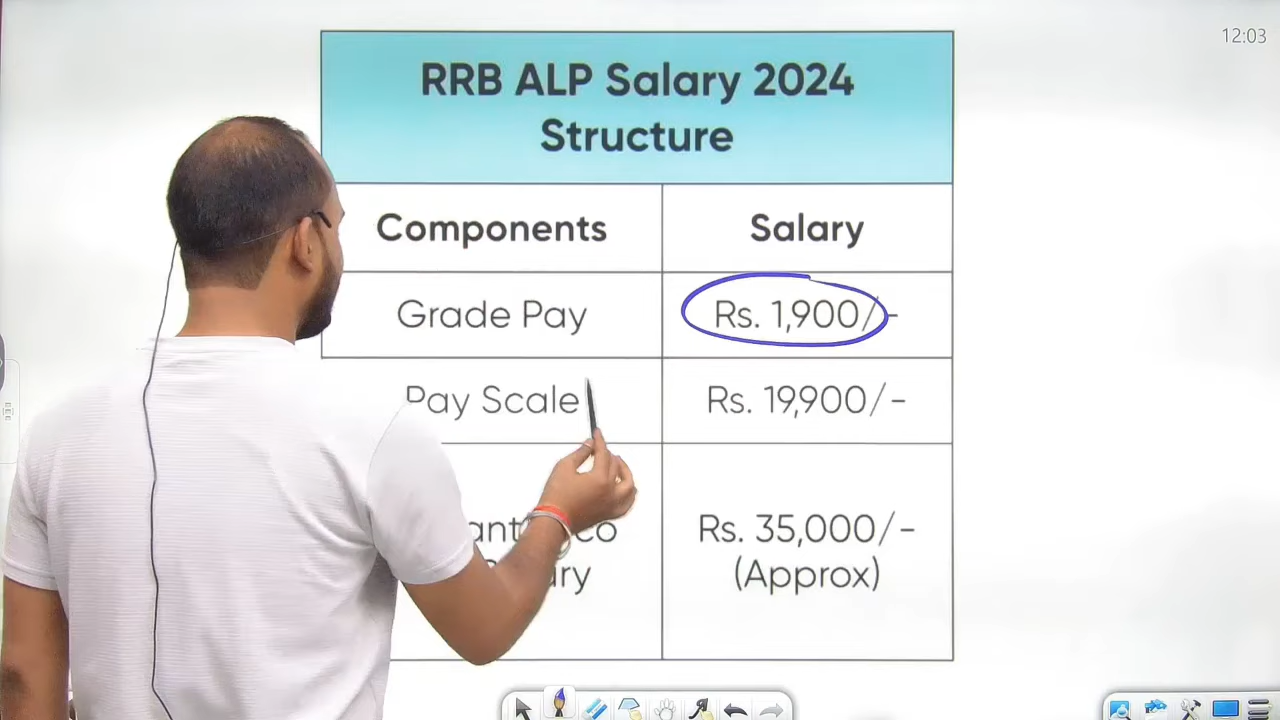 12:03
RRB ALP Salary 2024
Structure
Components Salary
Grade Pay Rs. 1,900/-
Pay Scale Rs. 19,900/-
Rs. 35,000/-
(Approx)